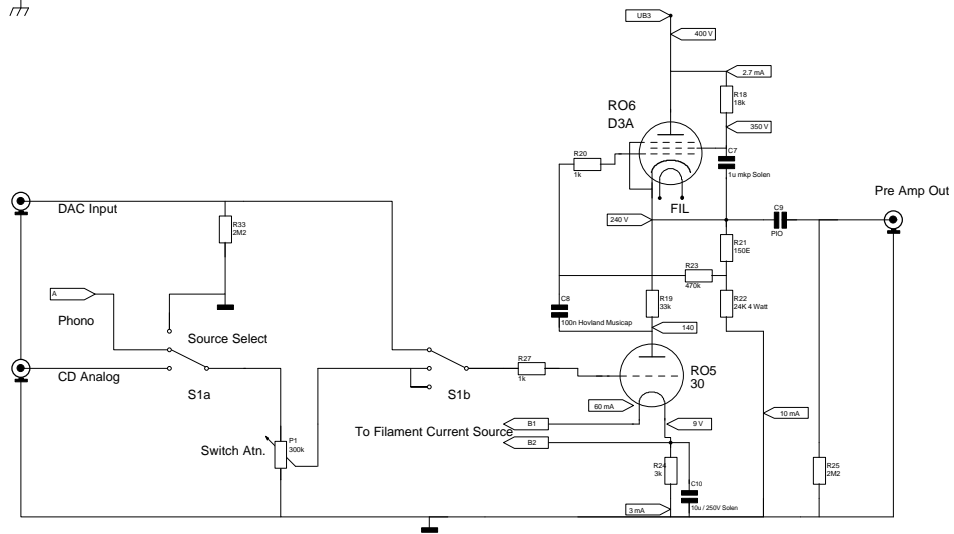 UB3
400 V
2.7 mA
R18
18k
RO6
D3A
350 V
R20
1k
C7
1u mkp Solen
Pre Amp Out
DAC Input
FIL
C9
PIO
R33
2M2
240 V
R21
150E
R23
470k
A
C8
100n Hovland Musicap
R19
33k
R22
24K 4 Watt
Phono
Source Select
140
R27
1k
CD Analog
S1a
S1b
RO5
30
60 mA
10 mA
B1
9 V
To Filament Current Source
B2
P1
300k
Switch Atn.
R24
3k
R25
2M2
C10
10u / 250V Solen
3 mA